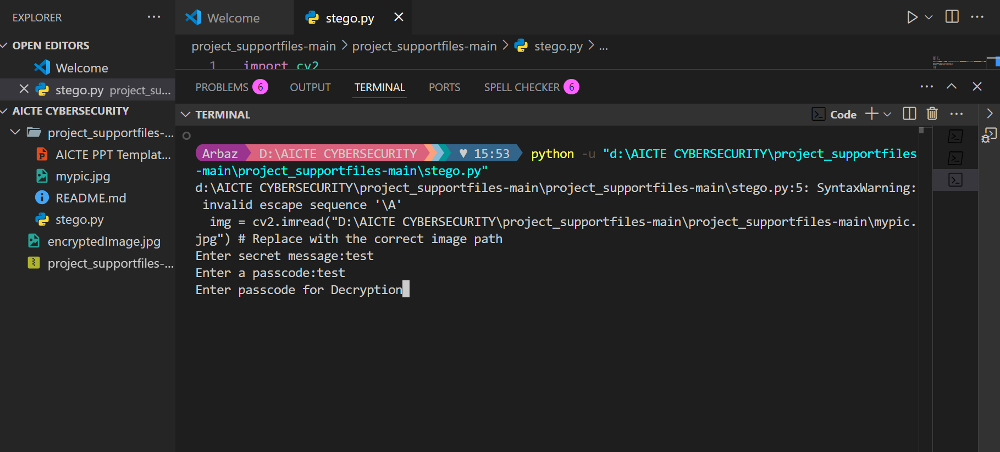 EXPLORER
OPEN EDITORS
Welcome
stego.py project_su...
AICTE CYBERSECURITY
project_supportfiles-...
AICTE PPT Templat...
mypic.jpg
README.md
stego.py
encryptedImage.jpg
project_supportfiles-...
Welcome
stego.py
project_supportfiles-main > project_supportfiles-main > stego.py > ...
1 import cv2
PROBLEMS 6 OUTPUT TERMINAL PORTS SPELL CHECKER 6
TERMINAL
Code
Arbaz D:\AICTE CYBERSECURITY ♥ 15:53 python -u "d:\AICTE CYBERSECURITY\project_supportfiles
-main\project_supportfiles-main\stego.py"
d:\AICTE CYBERSECURITY\project_supportfiles-main\project_supportfiles-main\stego.py:5: SyntaxWarning:
invalid escape sequence '\A'
img = cv2.imread("D:\AICTE CYBERSECURITY\project_supportfiles-main\project_supportfiles-main\mypic.
jpg") # Replace with the correct image path
Enter secret message:test
Enter a passcode:test
Enter passcode for Decryption